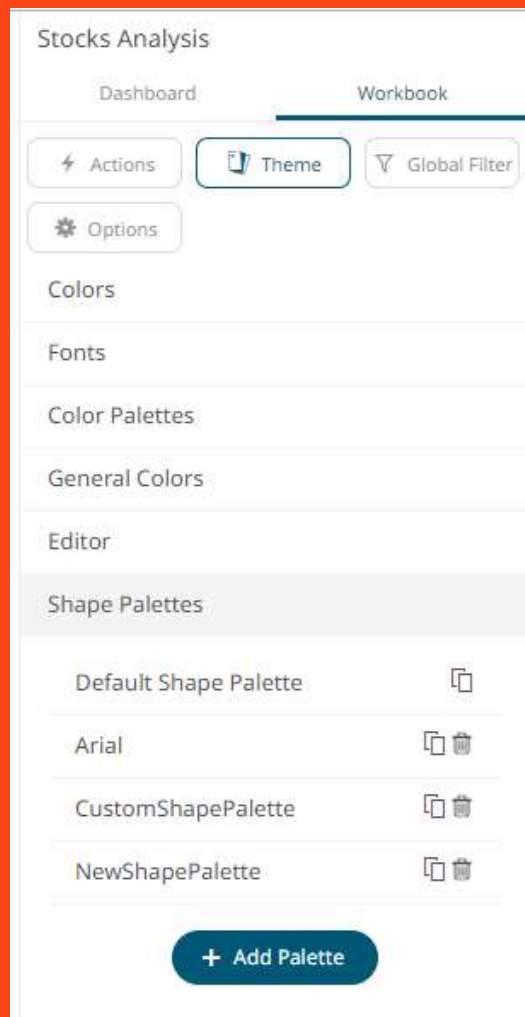 Stocks Analysis
Dashboard Workbook
Actions Theme Global Filter
Options
Colors
Fonts
Color Palettes
General Colors
Editor
Shape Palettes
Default Shape Palette
Arial
CustomShapePalette
NewShapePalette
+ Add Palette